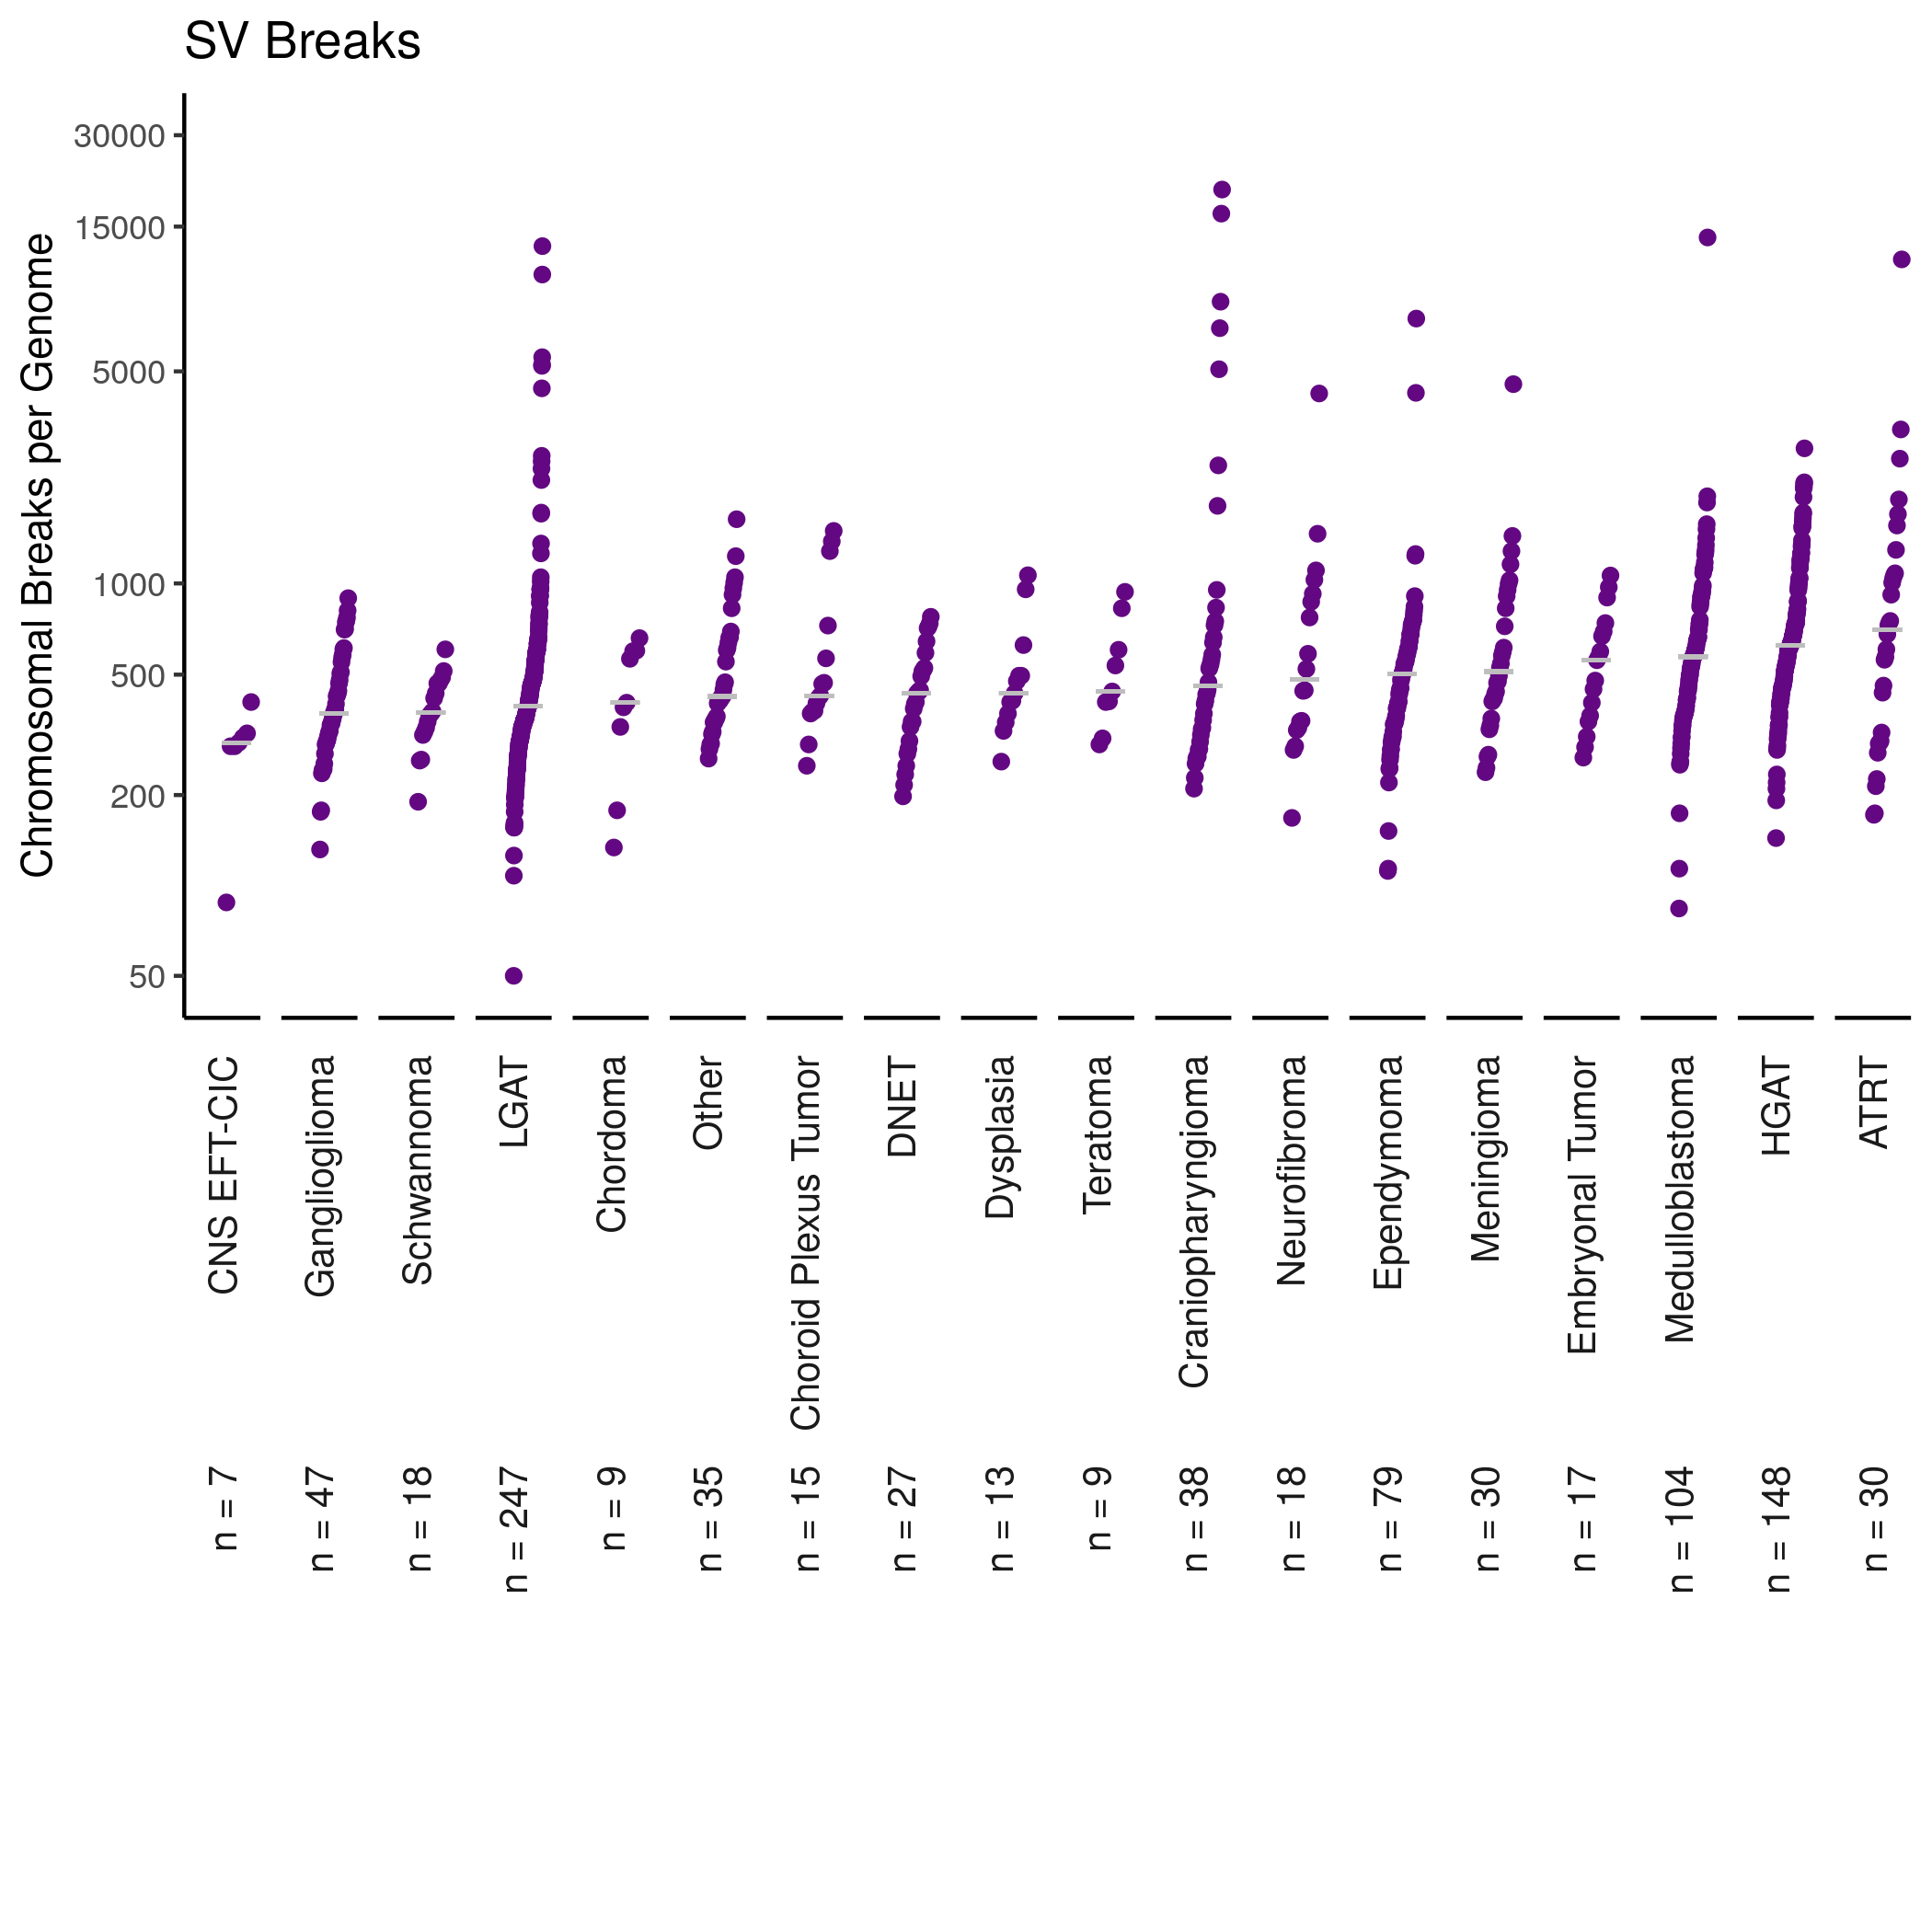 SV Breaks
Chromosomal Breaks per Genome
30000
15000
5000
1000
500
200
50
CNS EFT-CIC
Ganglioglioma
Schwannoma
LGAT
Chordoma
Other
Choroid Plexus Tumor
DNET
Dysplasia
Teratoma
Craniopharyngioma
Neurofibroma
Ependymoma
Meningioma
Embryonal Tumor
Medulloblastoma
HGAT
ATRT
n = 7
n = 47
n = 18
n = 247
n = 9
n = 35
n = 15
n = 27
n = 13
n = 9
n = 38
n = 18
n = 79
n = 30
n = 17
n = 104
n = 148
n = 30